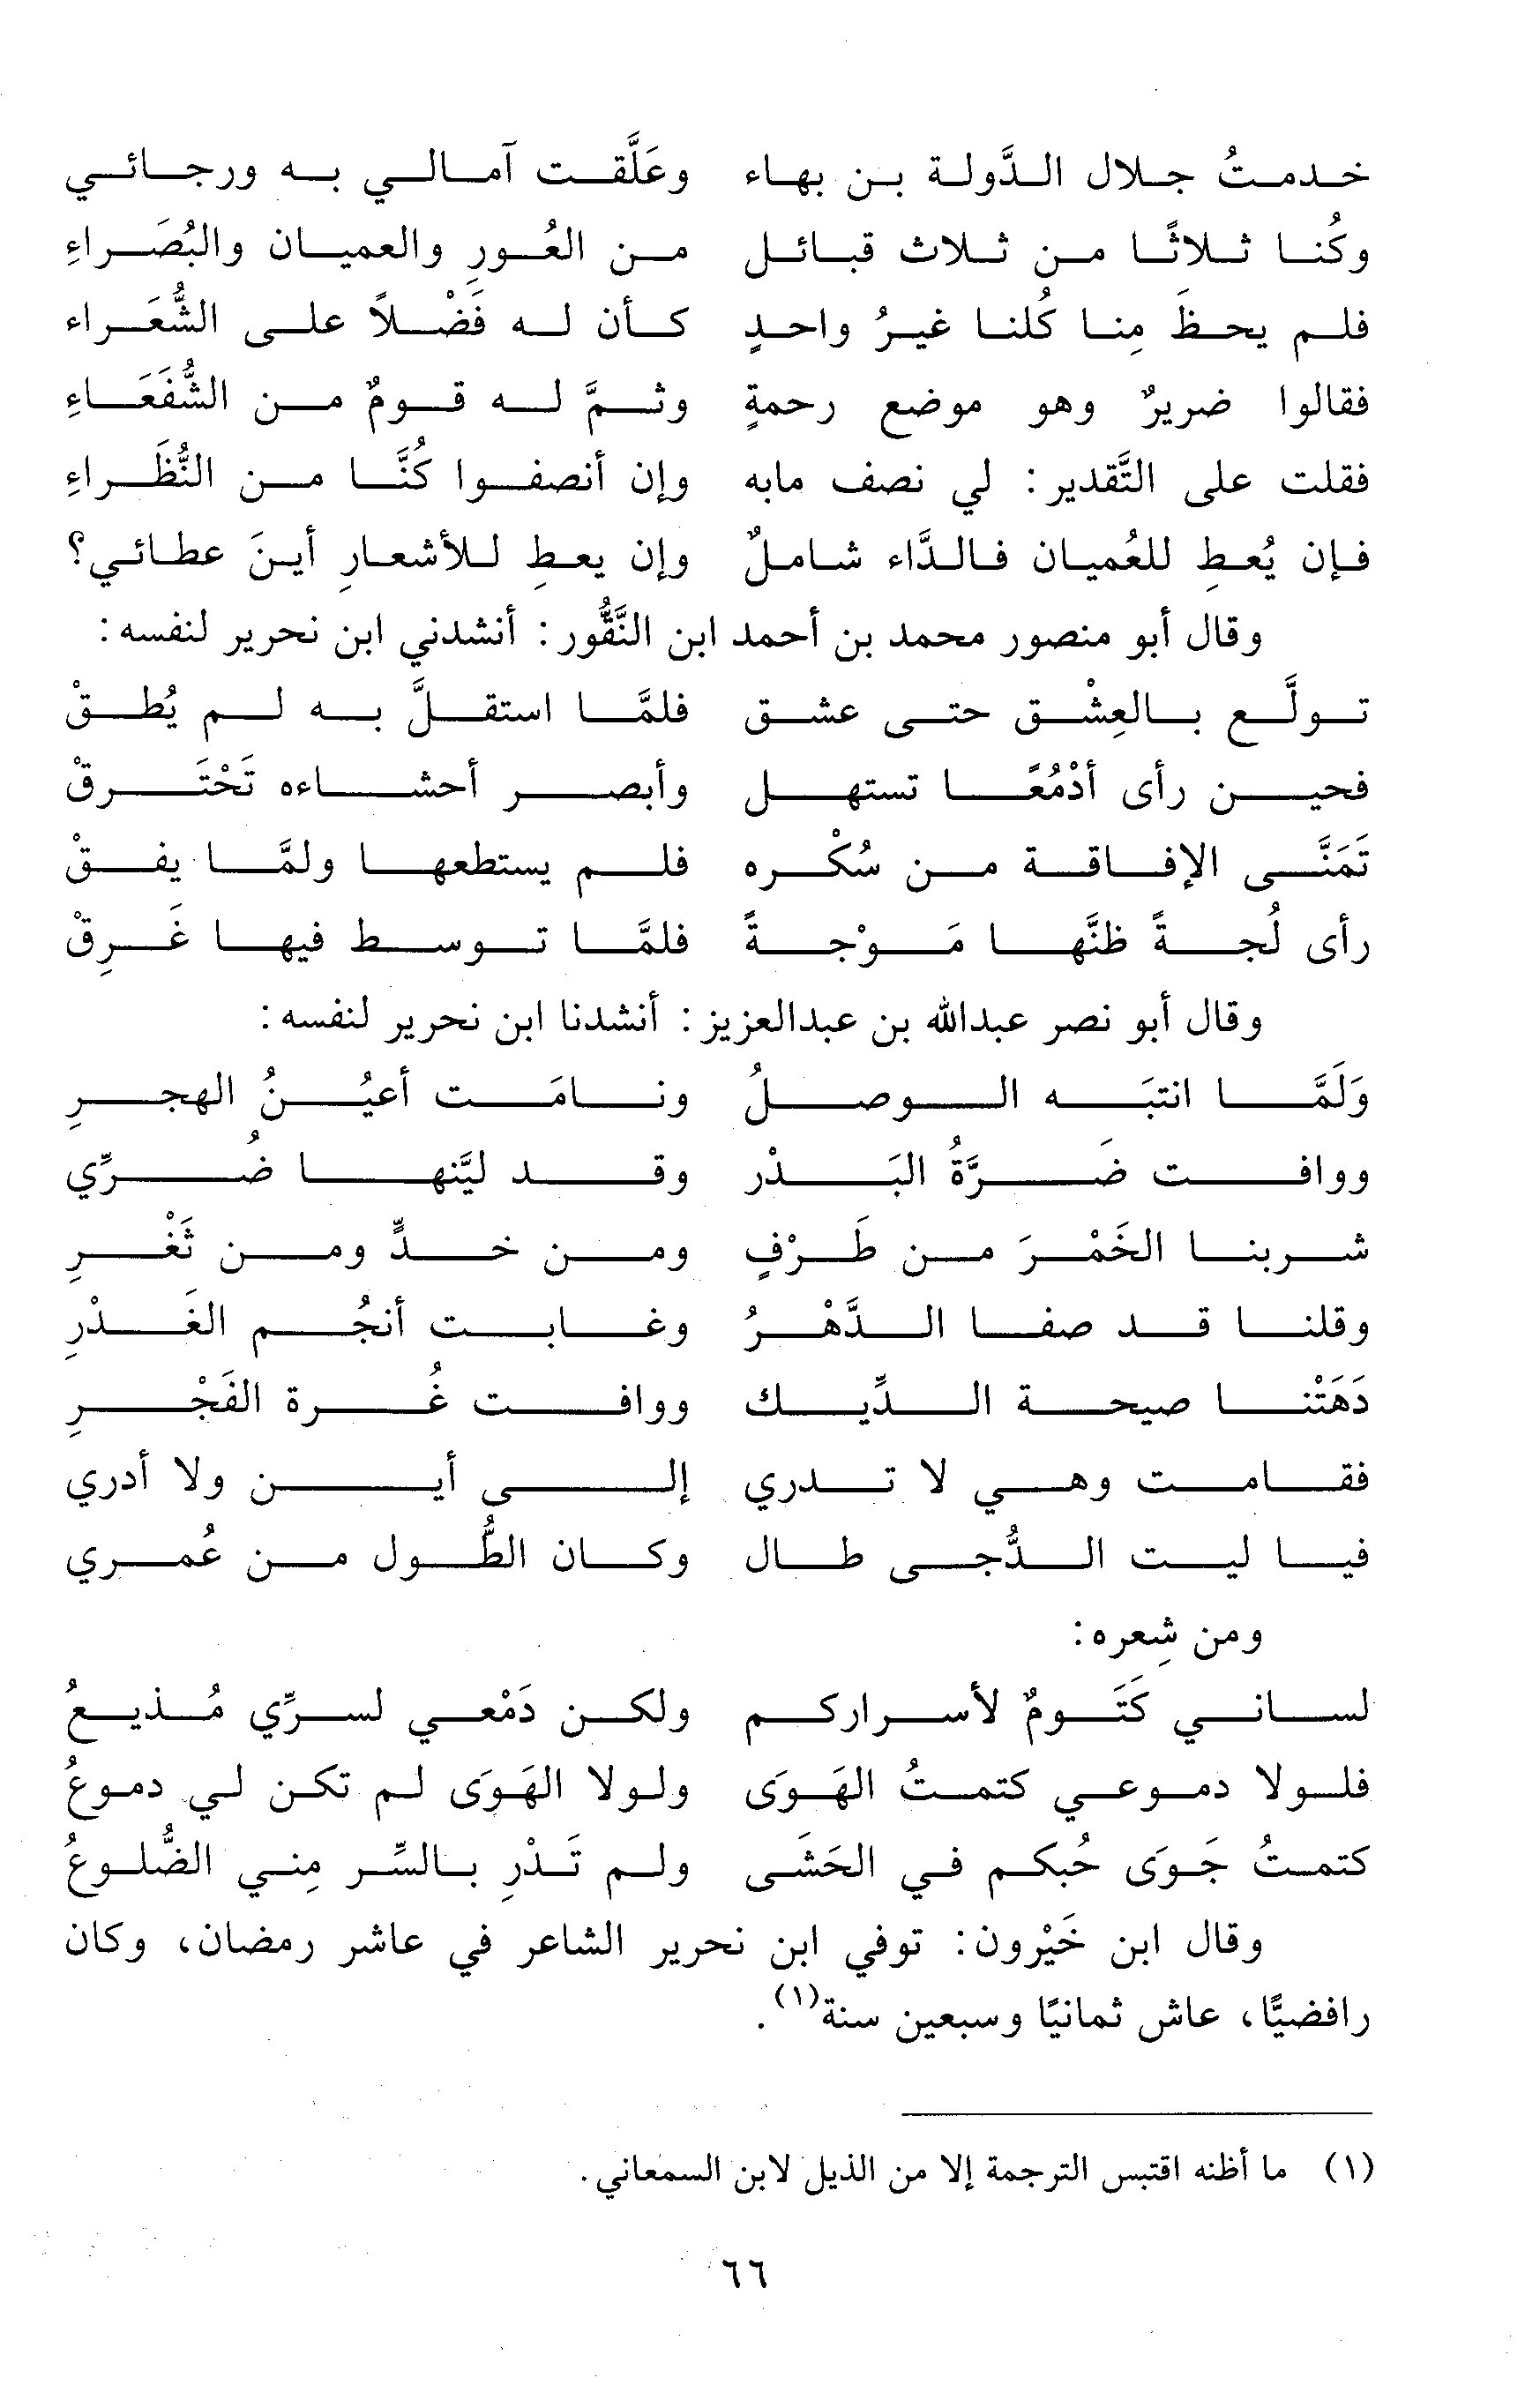 خدمتُ جلال الدَّولة بن بهاء وعَلَّقت آمالي به ورجائي
وكُنا ثلاثًا من ثلاث قبائل من العُورِ والعميان والبُصَراءِ
فلم يحظَ مِنا كُلنا غيرُ واحدٍ كأن له فَضْلاً على الشُّعَراء
فقالوا ضريرٌ وهو موضع رحمةٍ وثمَّ له قومٌ من الشُّفَعَاءِ
فقلت على التَّقدير: لي نصف مابه وإن أنصفوا كُنَّا من النُّظَراءِ
فإن يُعطِ للعُميان فالدَّاء شاملٌ وإن يعطِ للأشعارِ أينَ عطائي؟
وقال أبو منصور محمد بن أحمد ابن النَّقُّور: أنشدني ابن نحرير لنفسه:
تولَّع بالعِشْق حتى عشق فلمَّا استقلَّ به لم يُطقْ
فحين رأى أدْمُعًا تستهل وأبصر أحشاءه تَحْتَرقْ
تَمَنَّى الإفاقة من سُكْره فلم يستطعها ولمَّا يفقْ
رأى لُجةً ظنَّها مَوْجةً فلمَّا توسط فيها غَرِقْ
وقال أبو نصر عبدالله بن عبدالعزيز: أنشدنا ابن نحرير لنفسه:
وَلَمَّا انتبَه الوصلُ ونامَت أعيُنُ الهجرِ
ووافت ضَرَّةُ البَدْر وقد ليَّنها ضُرِّي
شربنا الخَمْرَ من طَرْفٍ ومن خدٍّ ومن ثَغْرِ
وقلنا قد صفا الدَّهْرُ وغابت أنجُم الغَدْرِ
دَهَتْنا صيحة الدِّيك ووافت غُرة الفَجْرِ
فقامت وهي لا تدري إلى أين ولا أدري
فيا ليت الدُّجى طال وكان الطُّول من عُمري
ومن شِعره:
لساني كَتَومٌ لأسراركم ولكن دَمْعي لسرِّي مُذيعُ
فلولا دموعي كتمتُ الهَوَى ولولا الهَوَى لم تكن لي دموعُ
كتمتُ جَوَى حُبكم في الحَشَى ولم تَدْرِ بالسِّر مِني الضُّلوعُ
وقال ابن خَيْرون: توفي ابن نحرير الشاعر في عاشر رمضان، وكان
رافضيًّا، عاش ثمانيًا وسبعين سنة(١).
(١) ما أظنه اقتبس الترجمة إلا من الذيل لابن السمعاني.
٦٦